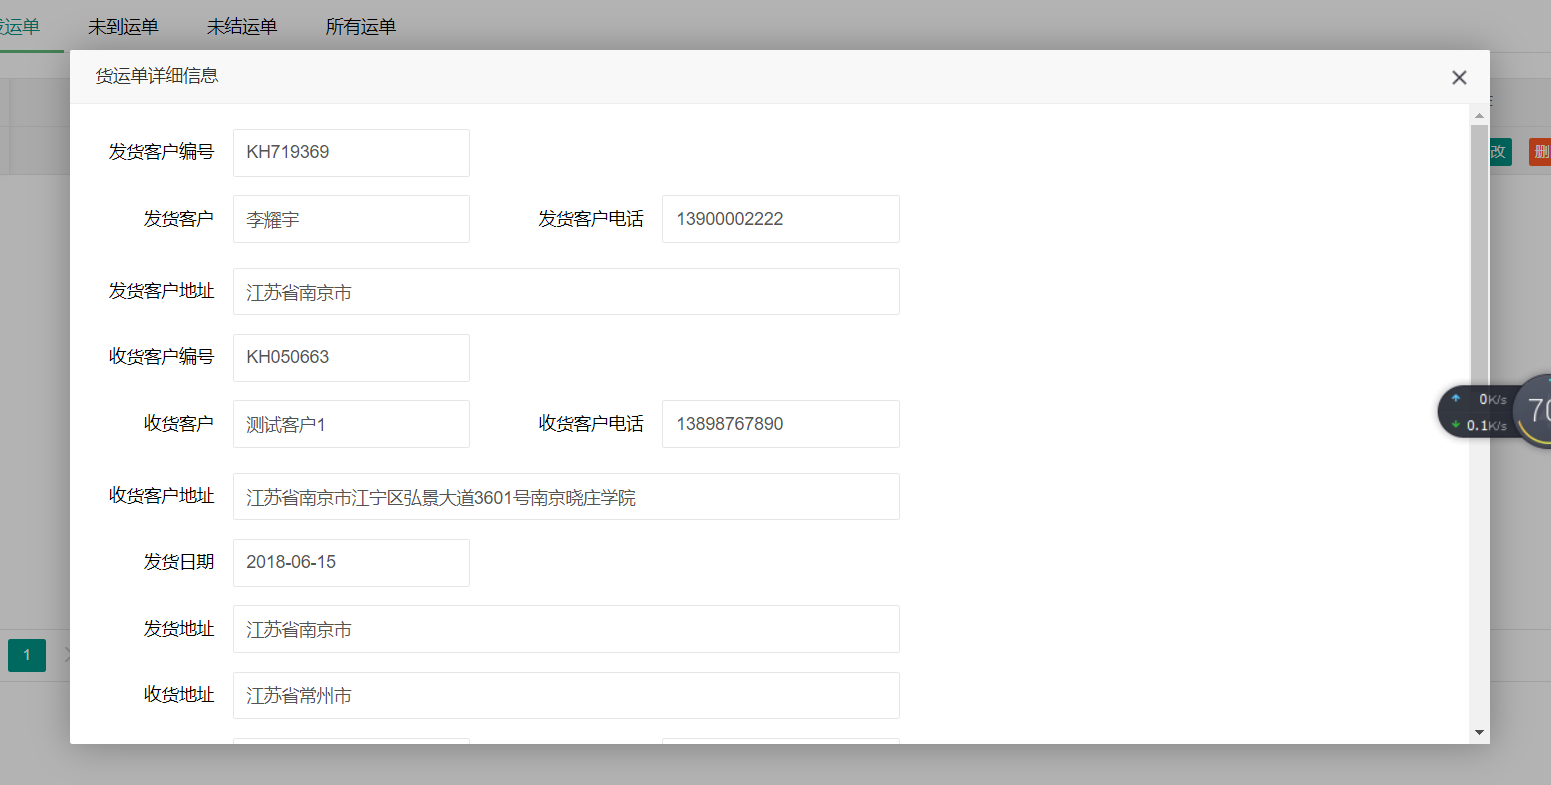 发运单 未到运单 未结运单 所有运单
货运单详细信息
发货客户编号 KH719369
改 删
发货客户 李耀宇 发货客户电话 13900002222
发货客户地址 江苏省南京市
收货客户编号 KH050663
0K/s
70
0.1K/s
收货客户 测试客户1 收货客户电话 13898767890
收货客户地址 江苏省南京市江宁区弘景大道3601号南京晓庄学院
发货日期 2018-06-15
发货地址 江苏省南京市
1
收货地址 江苏省常州市